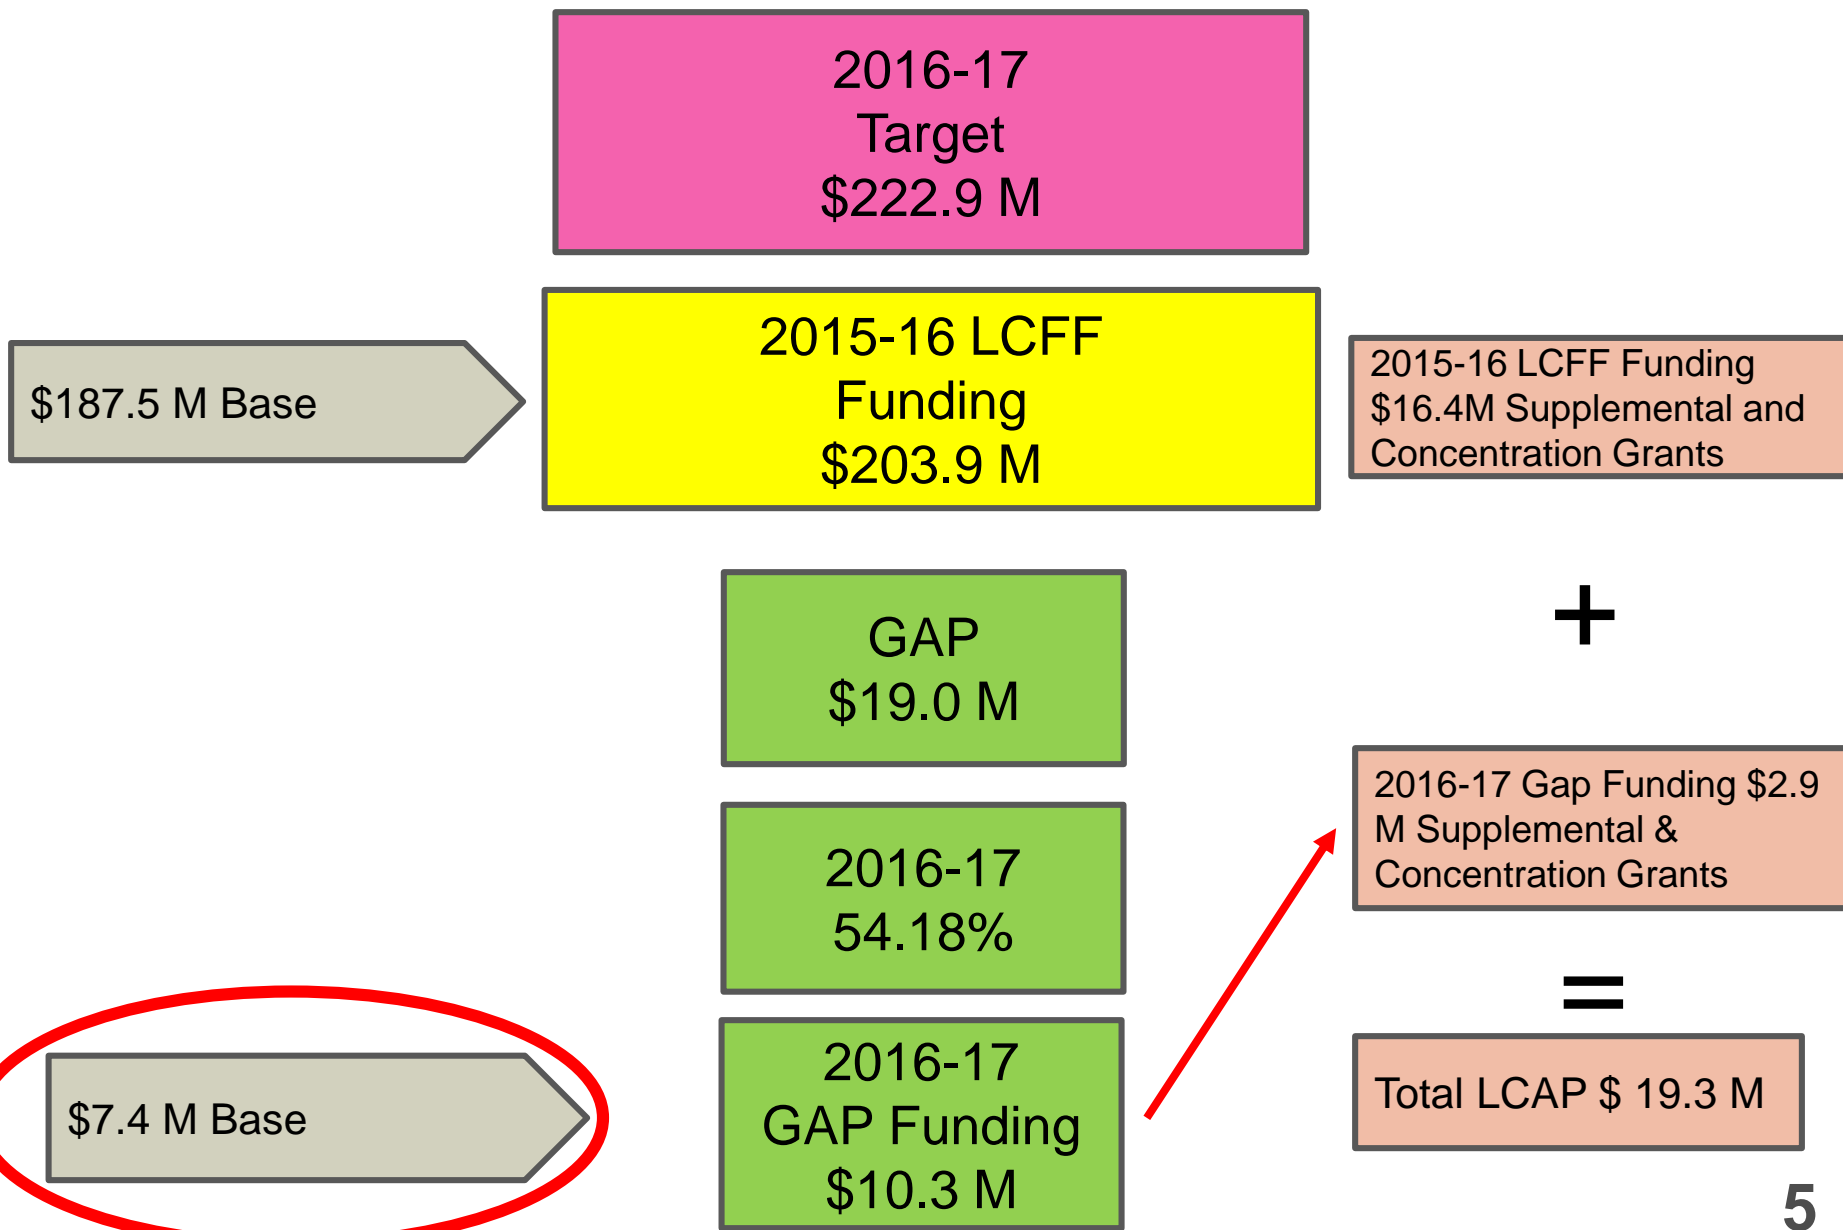 2016-17
Target
$222.9 M
$187.5 M Base
2015-16 LCFF
Funding
$203.9 M
2015-16 LCFF Funding
$16.4M Supplemental and
Concentration Grants
+
GAP
$19.0 M
2016-17
54.18%
2016-17 Gap Funding $2.9
M Supplemental &
Concentration Grants
=
$7.4 M Base
2016-17
GAP Funding
$10.3 M
Total LCAP $ 19.3 M
5